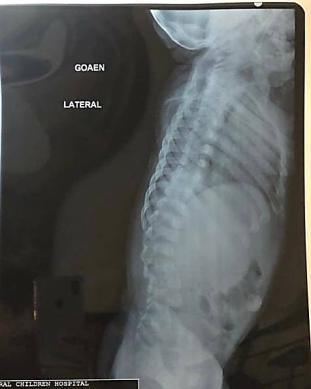 GOAEN
LATERAL
RAL CHILDREN HOSPITAL